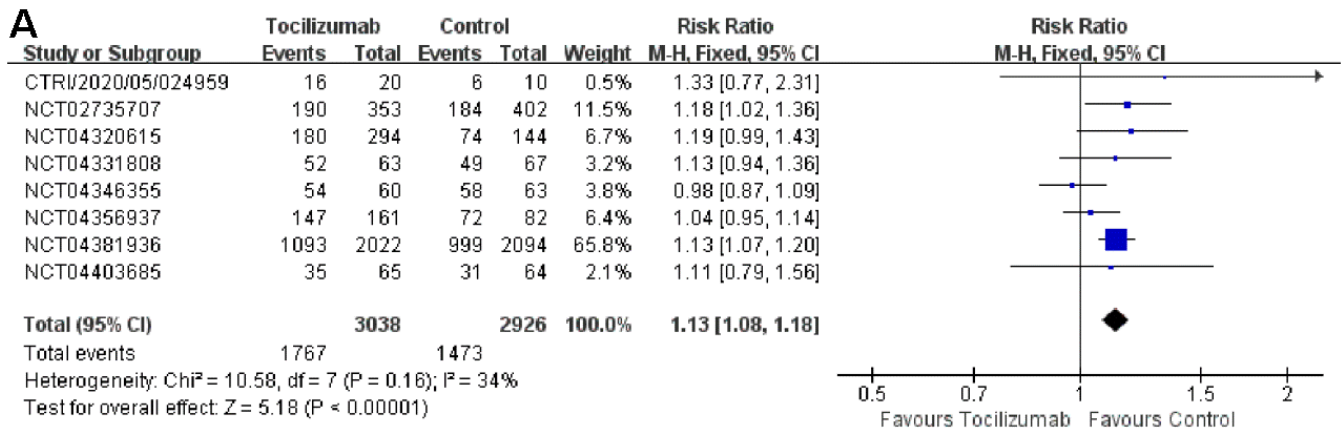 A
Tocilizumab Control Risk Ratio Risk Ratio
Study or Subgroup Events Total Events Total Weight M-H, Fixed, 95% CI M-H, Fixed, 95% CI
CTRI/2020/05/024959 16 20 6 10 0.5% 1.33 [0.77, 2.31]
NCT02735707 190 353 184 402 11.5% 1.18 [1.02, 1.36]
NCT04320615 180 294 74 144 6.7% 1.19 [0.99, 1.43]
NCT04331808 52 63 49 67 3.2% 1.13 [0.94, 1.36]
NCT04346355 54 60 58 63 3.8% 0.98 [0.87, 1.09]
NCT04356937 147 161 72 82 6.4% 1.04 [0.95, 1.14]
NCT04381936 1093 2022 999 2094 65.8% 1.13 [1.07, 1.20]
NCT04403685 35 65 31 64 2.1% 1.11 [0.79, 1.56]
Total (95% CI) 3038 2926 100.0% 1.13 [1.08, 1.18]
Total events 1767 1473
Heterogeneity: Chi² = 10.58, df = 7 (P = 0.16); I² = 34%
Test for overall effect: Z = 5.18 (P < 0.00001)
0.5 0.7 1 1.5 2
Favours Tocilizumab Favours Control